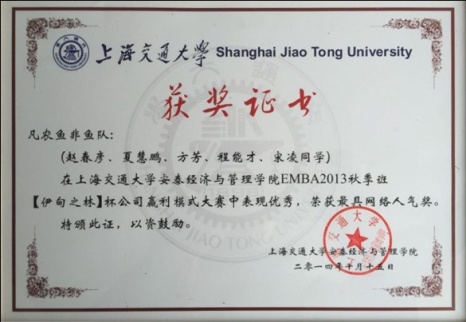 上海交通大学 Shanghai Jiao Tong University
获奖证书
凡农鱼非鱼队：
(赵春彦、夏慧鹏、方芳、程能才、宋凌同学)
在上海交通大学安泰经济与管理学院EMBA2013秋季班
【伊甸之林】杯公司赢利模式大赛中表现优秀，荣获最具网络人气奖。
特颁此证，以资鼓励。
上海交通大学安泰经济与管理学院
二零一四年十月十五日